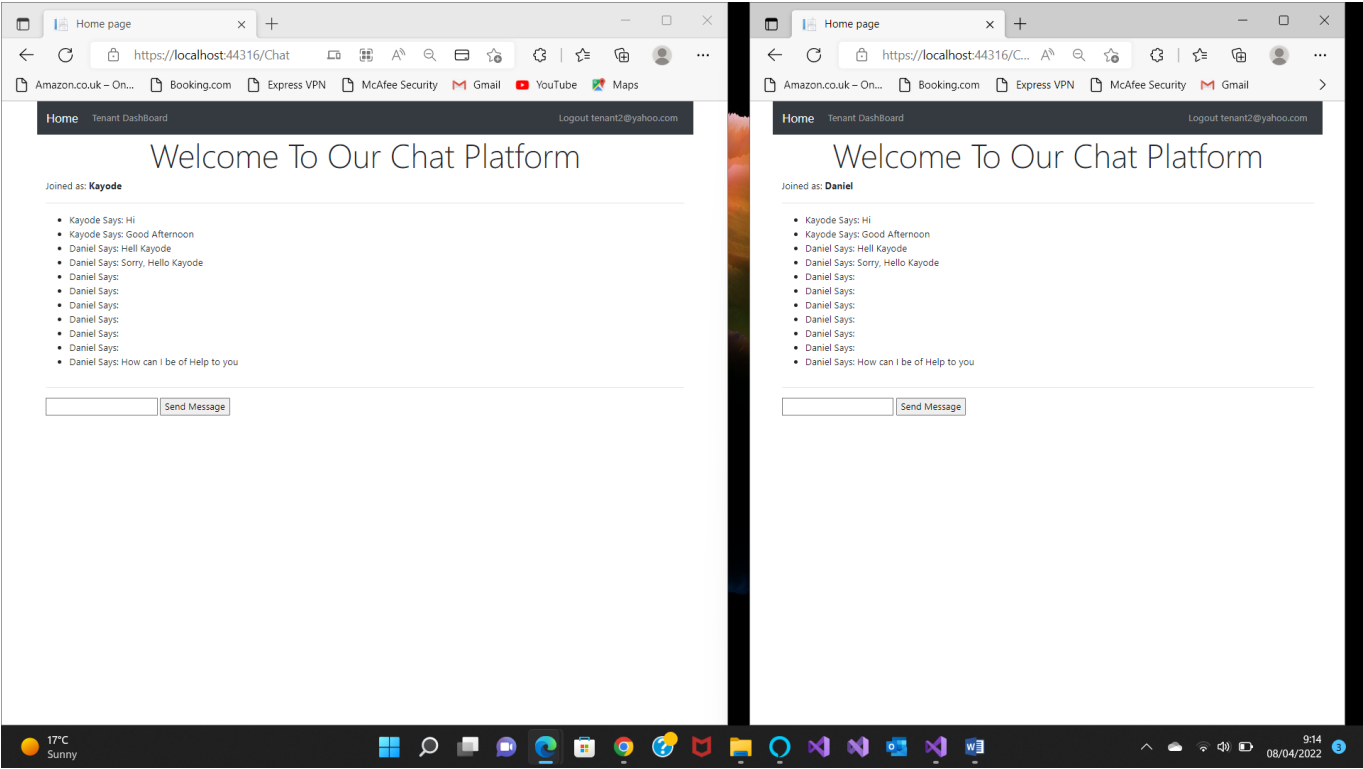 Home page
https://localhost:44316/Chat
Amazon.co.uk – On... Booking.com Express VPN McAfee Security Gmail YouTube Maps
Home Tenant DashBoard Logout tenant2@yahoo.com
Welcome To Our Chat Platform
Joined as: Kayode
Kayode Says: Hi
Kayode Says: Good Afternoon
Daniel Says: Hell Kayode
Daniel Says: Sorry, Hello Kayode
Daniel Says:
Daniel Says:
Daniel Says:
Daniel Says:
Daniel Says:
Daniel Says:
Daniel Says: How can I be of Help to you
Send Message
Home page
https://localhost:44316/C...
Amazon.co.uk – On... Booking.com Express VPN McAfee Security Gmail
Home Tenant DashBoard Logout tenant2@yahoo.com
Welcome To Our Chat Platform
Joined as: Daniel
Kayode Says: Hi
Kayode Says: Good Afternoon
Daniel Says: Hell Kayode
Daniel Says: Sorry, Hello Kayode
Daniel Says:
Daniel Says:
Daniel Says:
Daniel Says:
Daniel Says:
Daniel Says:
Daniel Says: How can I be of Help to you
Send Message
17°C
Sunny
9:14
08/04/2022
3